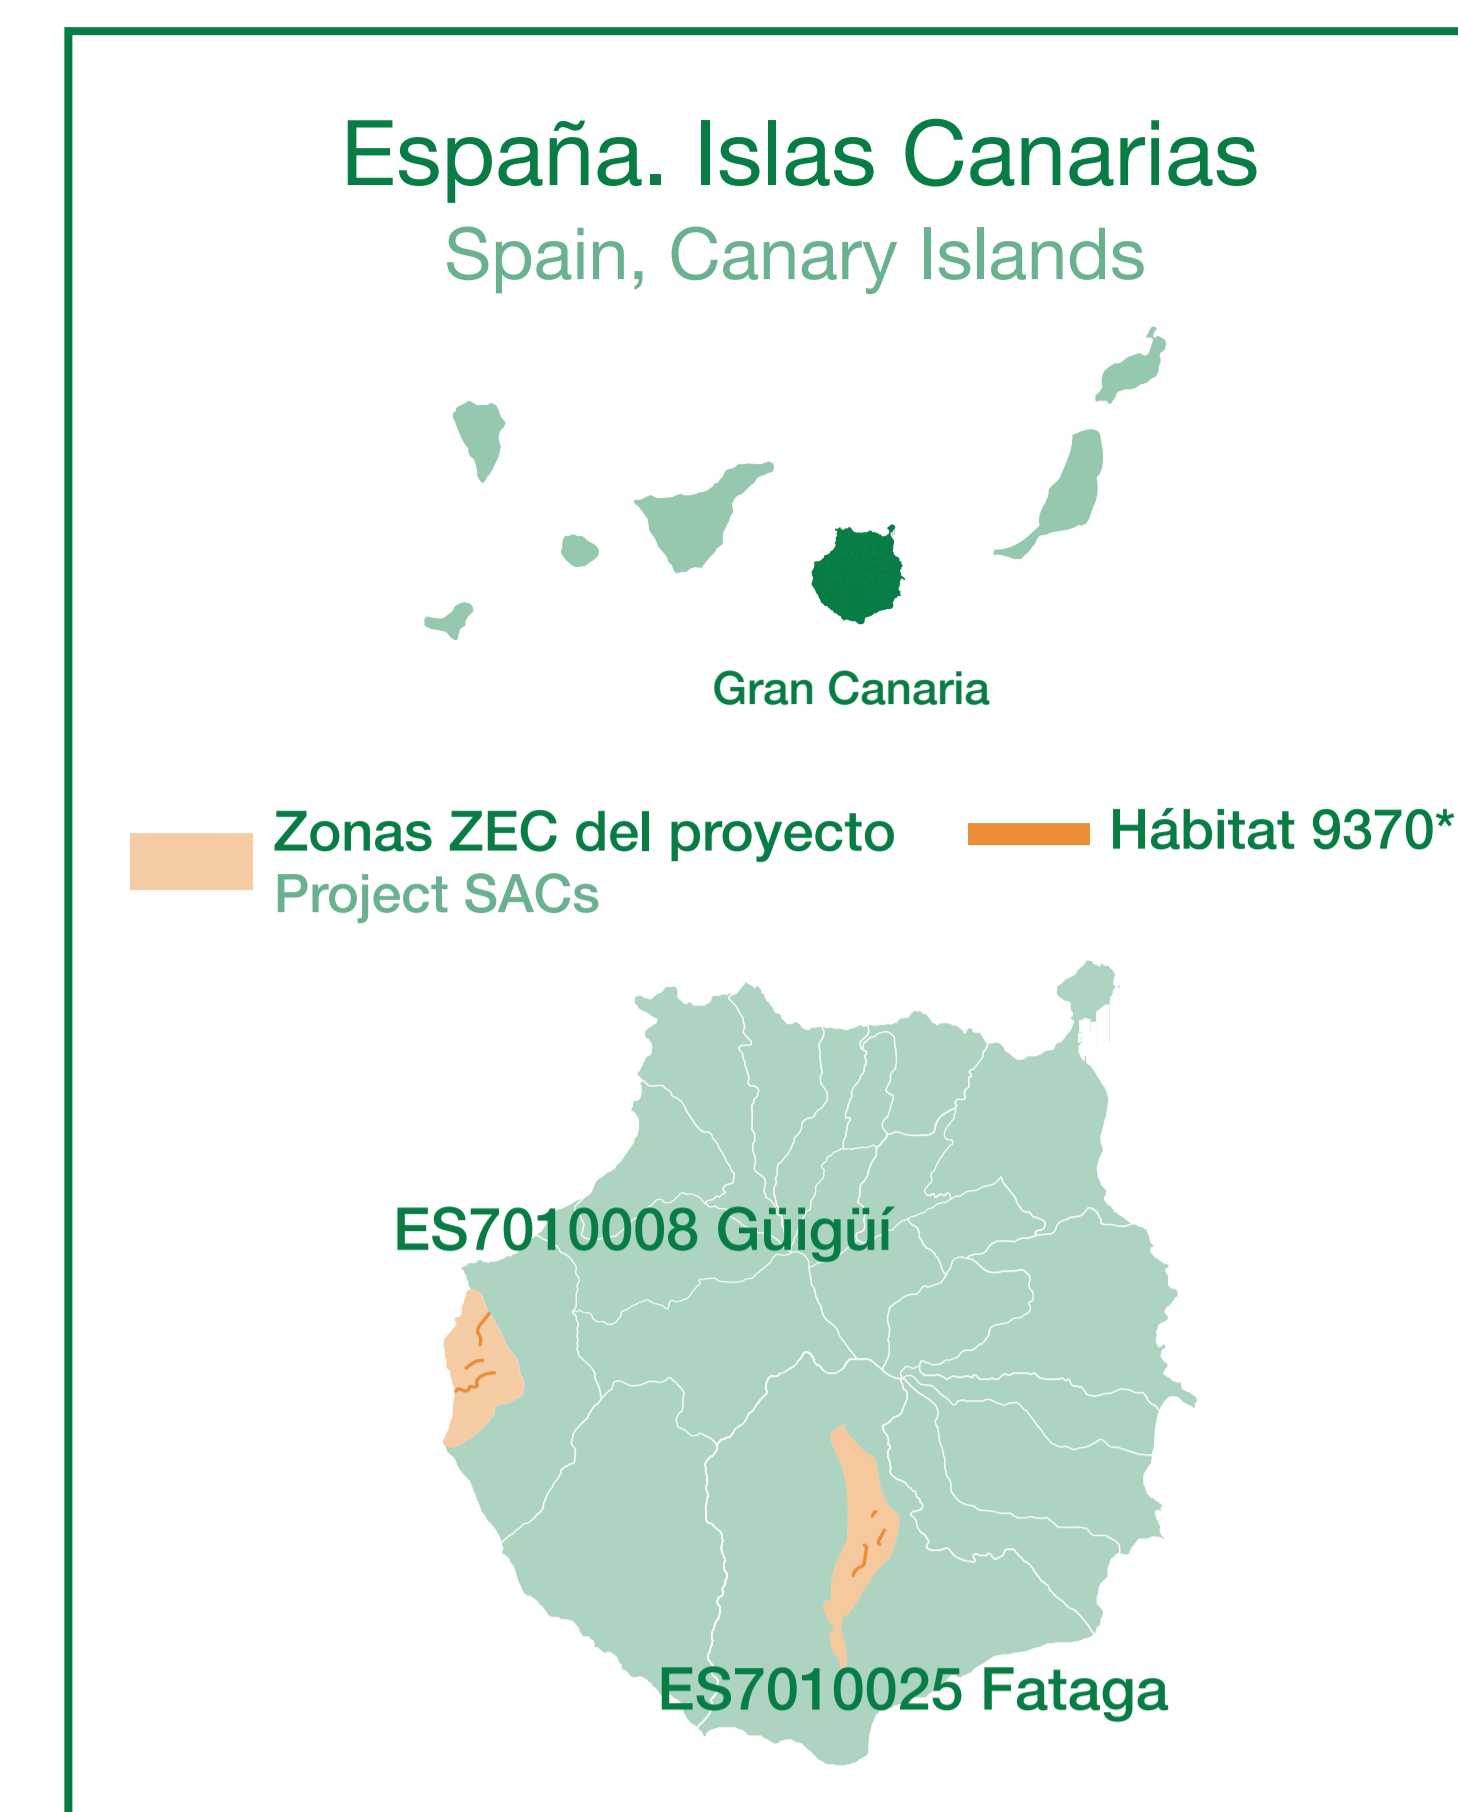 España. Islas Canarias
Spain, Canary Islands
Gran Canaria
Zonas ZEC del proyecto
Project SACs
Hábitat 9370*
ES7010008 Güigüí
ES7010025 Fataga